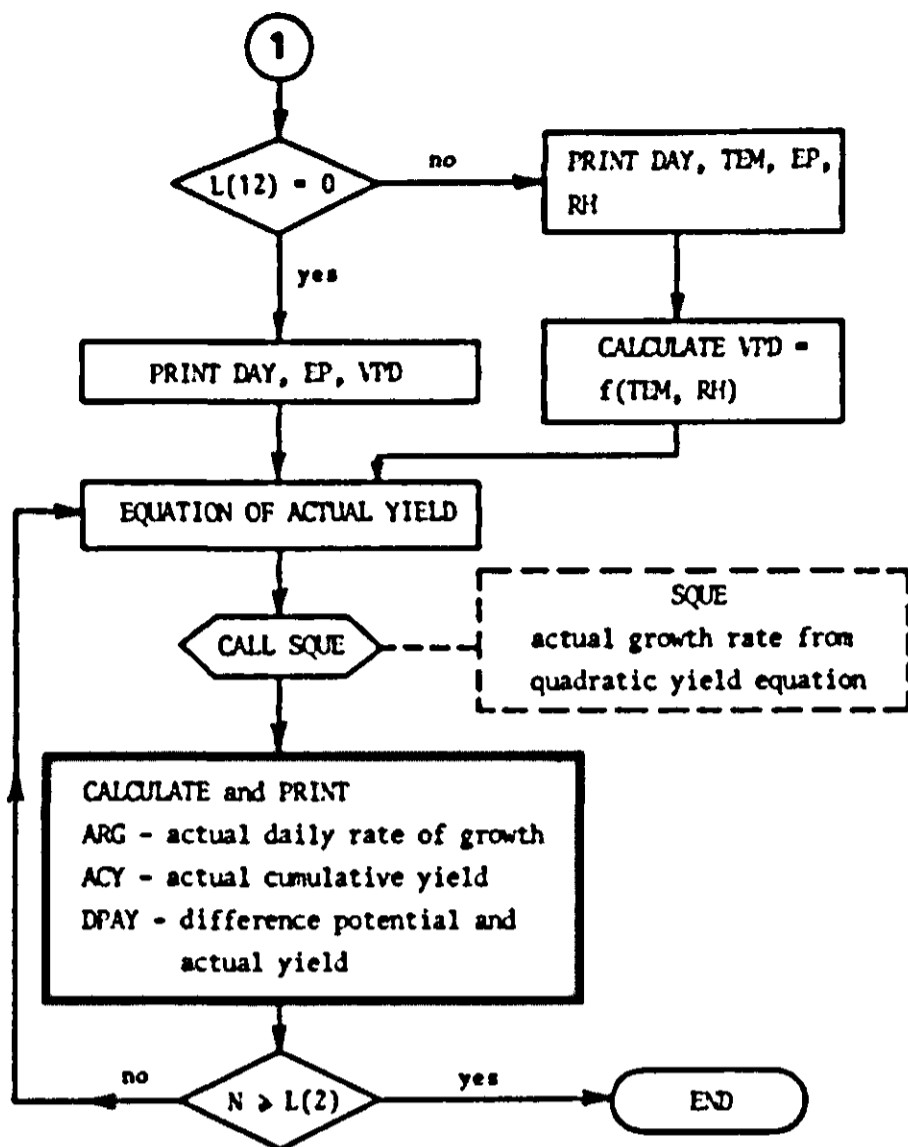 1
L(12) = 0
no
PRINT DAY, TEM, EP,
RH
yes
CALCULATE VPD =
f(TEM, RH)
PRINT DAY, EP, VPD
EQUATION OF ACTUAL YIELD
SQUE
actual growth rate from
quadratic yield equation
CALL SQUE
CALCULATE and PRINT
ARG - actual daily rate of growth
ACY - actual cumulative yield
DPAY - difference potential and
actual yield
no
N ⩾ L(2)
yes
END